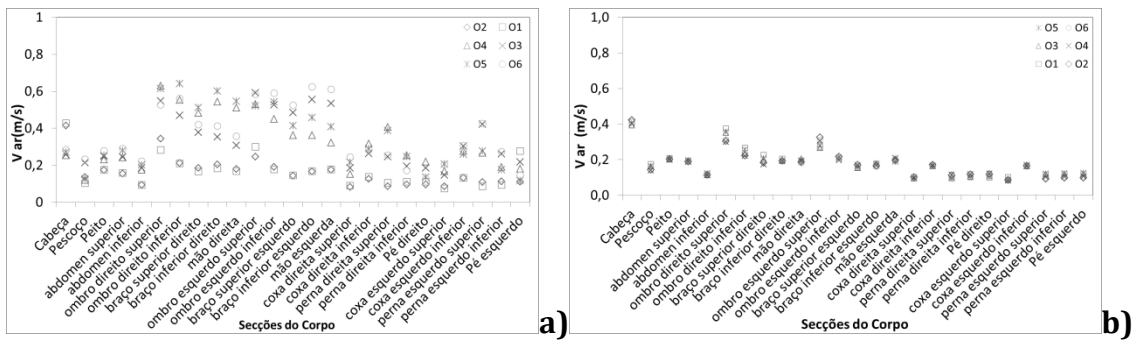 1
0,8
0,6
0,4
0,2
0
V ar(m/s)
O2 O1
O4 O3
O5 O6
Cabeça
Pescoço
Peito
abdomen superior
abdomen inferior
ombro direito superior
ombro direito inferior
braço superior direito
braço inferior direito
mão direita
ombro esquerdo superior
ombro esquerdo inferior
braço superior esquerdo
braço inferior esquerdo
mão esquerda
coxa direita superior
coxa direita inferior
perna direita superior
perna direita inferior
Pé direito
coxa esquerdo superior
coxa esquerdo inferior
perna esquerdo superior
perna esquerdo inferior
Pé esquerdo
Secções do Corpo
a)
1,0
0,8
0,6
0,4
0,2
0,0
V ar (m/s)
O5 O6
O3 O4
O1 O2
Cabeça
Pescoço
Peito
abdomen superior
abdomen inferior
ombro direito superior
ombro direito inferior
braço superior direito
braço inferior direito
mão direita
ombro esquerdo superior
ombro esquerdo inferior
braço superior esquerdo
braço inferior esquerdo
mão esquerda
coxa direita superior
coxa direita inferior
perna direita superior
perna direita inferior
Pé direito
coxa esquerdo superior
coxa esquerdo inferior
perna esquerdo superior
perna esquerdo inferior
Pé esquerdo
Secções do Corpo
b)